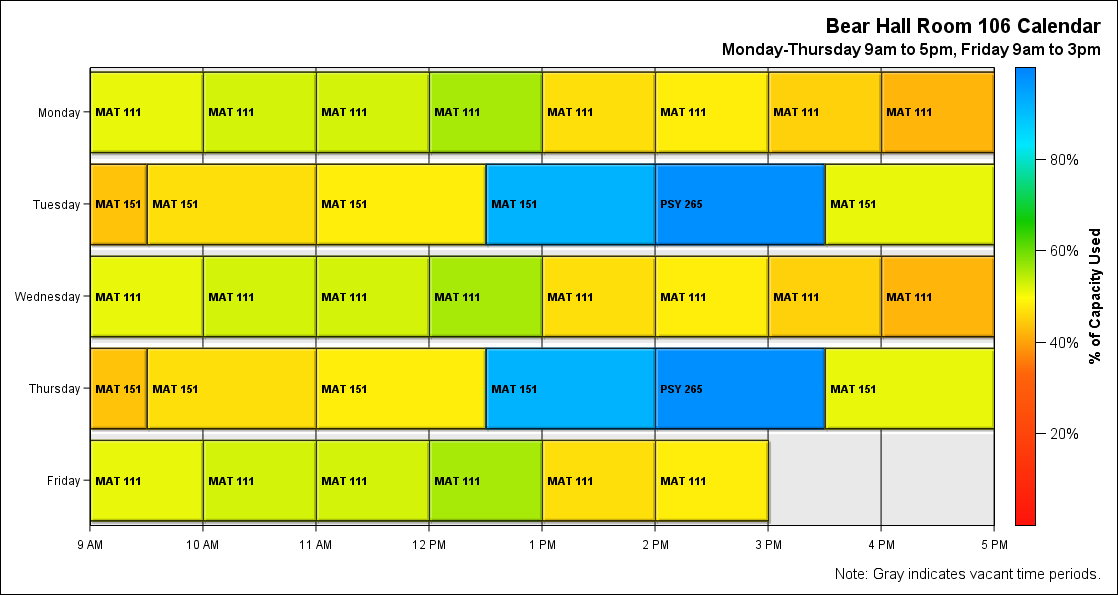 Bear Hall Room 106 Calendar
Monday-Thursday 9am to 5pm, Friday 9am to 3pm
Monday MAT 111 MAT 111 MAT 111 MAT 111 MAT 111 MAT 111 MAT 111 MAT 111
Tuesday MAT 151 MAT 151 MAT 151 MAT 151 PSY 265 MAT 151
Wednesday MAT 111 MAT 111 MAT 111 MAT 111 MAT 111 MAT 111 MAT 111 MAT 111
Thursday MAT 151 MAT 151 MAT 151 MAT 151 PSY 265 MAT 151
Friday MAT 111 MAT 111 MAT 111 MAT 111 MAT 111 MAT 111
9 AM 10 AM 11 AM 12 PM 1 PM 2 PM 3 PM 4 PM 5 PM
80%
60%
40%
20%
% of Capacity Used
Note: Gray indicates vacant time periods.